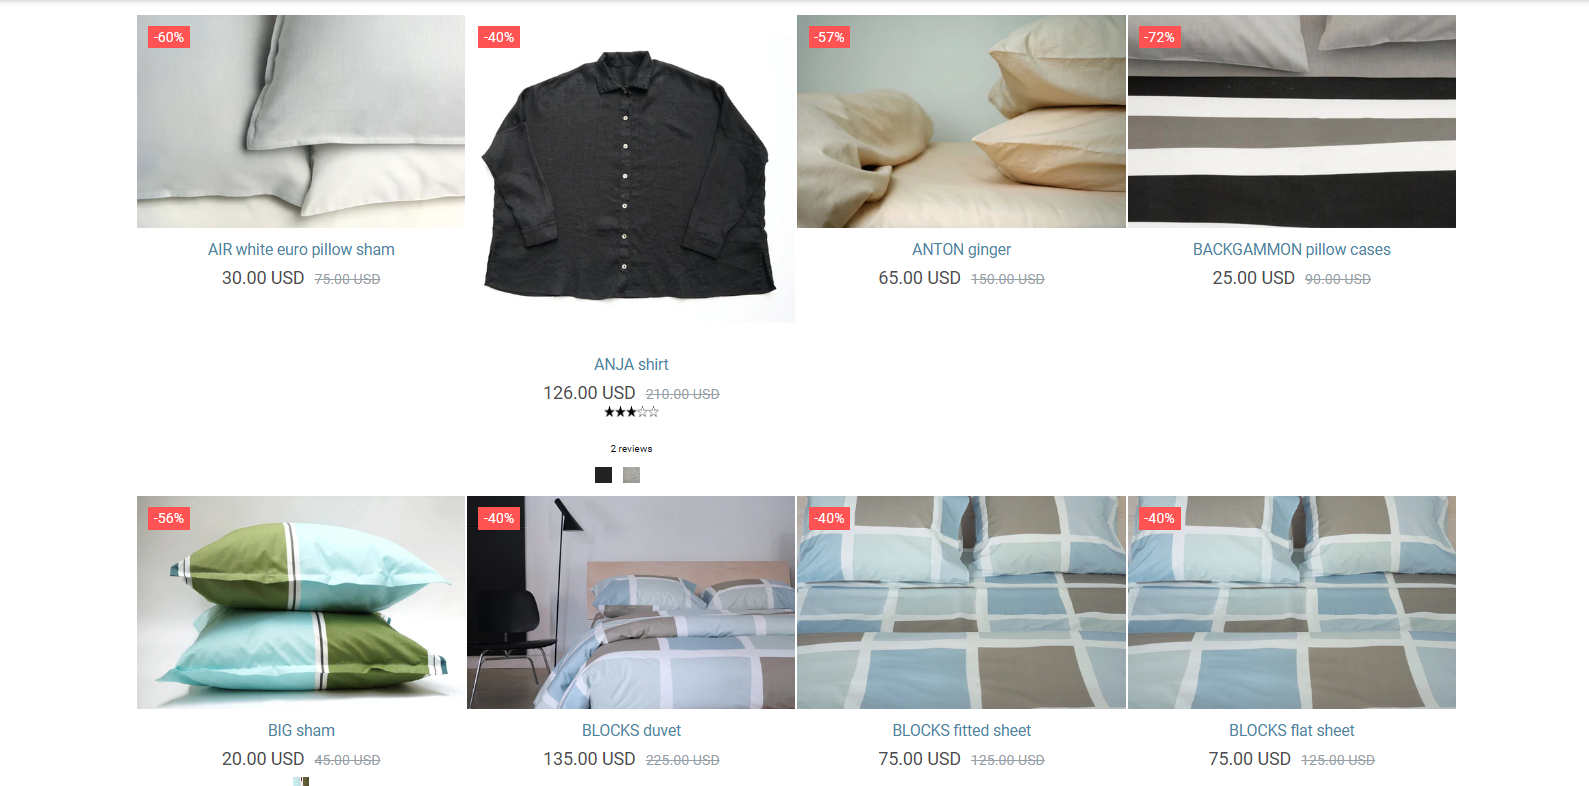 -60%
-40%
-57%
-72%
AIR white euro pillow sham
30.00 USD 75.00 USD
ANTON ginger
65.00 USD 150.00 USD
BACKGAMMON pillow cases
25.00 USD 90.00 USD
ANJA shirt
126.00 USD 210.00 USD
2 reviews
-56%
-40%
-40%
-40%
BIG sham
20.00 USD 45.00 USD
BLOCKS duvet
135.00 USD 225.00 USD
BLOCKS fitted sheet
75.00 USD 125.00 USD
BLOCKS flat sheet
75.00 USD 125.00 USD